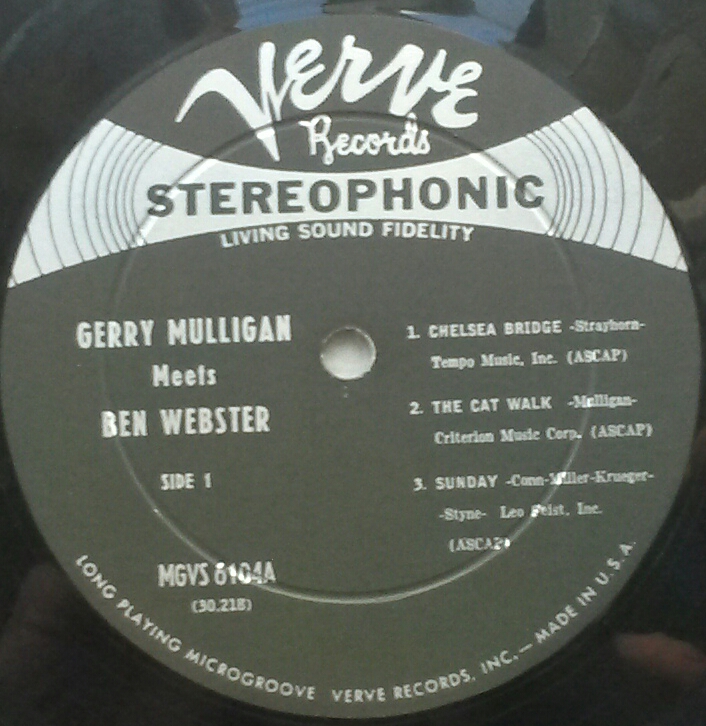 Verve
Records
STEREOPHONIC
LIVING SOUND FIDELITY
GERRY MULLIGAN
Meets
BEN WEBSTER
SIDE 1
MGVS 6104A
(30,218)
1. CHELSEA BRIDGE -Strayhorn-
Tempo Music, Inc. (ASCAP)
2. THE CAT WALK -Mulligan-
Criterion Music Corp. (ASCAP)
3. SUNDAY -Conn-Miller-Krueger-
-Styne- Leo Feist, Inc.
(ASCAP)
LONG PLAYING MICROGROOVE VERVE RECORDS, INC.— MADE IN U.S.A.